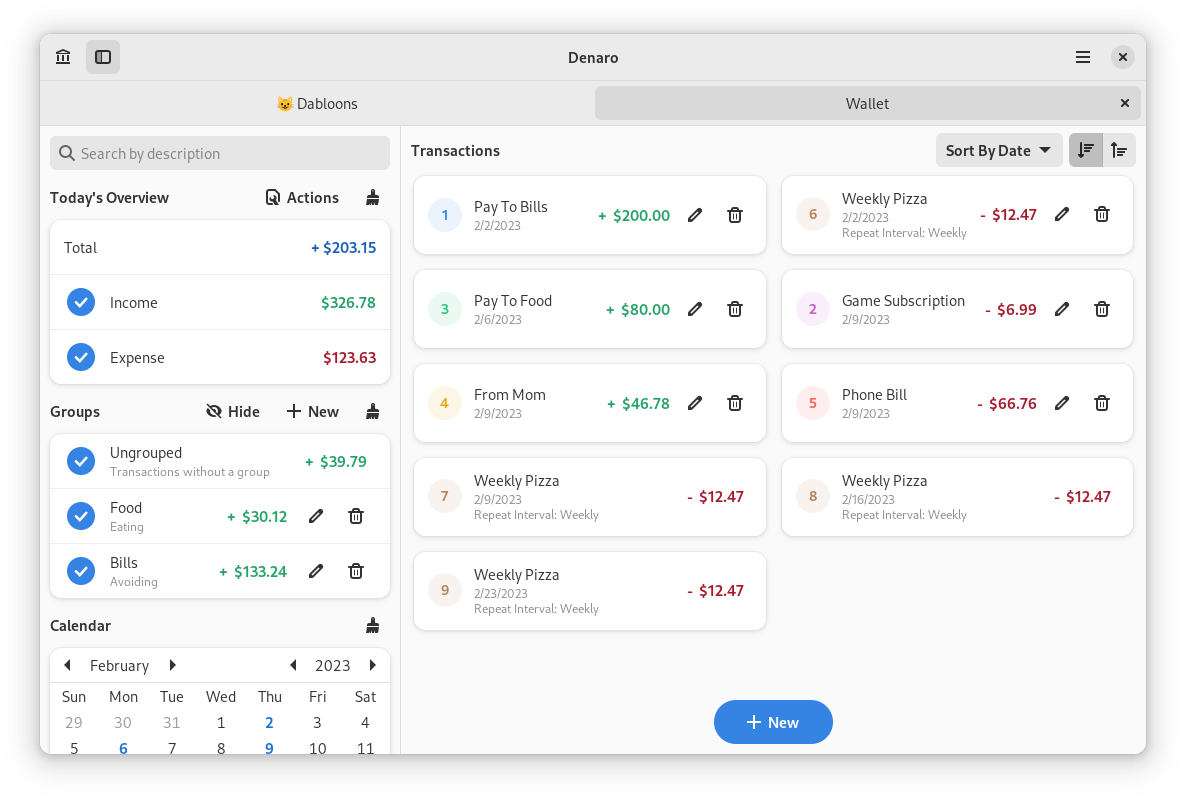 Denaro
😺 Dabloons
Wallet
Search by description
Today's Overview
Actions
Total
+ $203.15
Income
$326.78
Expense
$123.63
Groups
Hide
New
Ungrouped
+ $39.79
Transactions without a group
Food
+ $30.12
Eating
Bills
+ $133.24
Avoiding
Calendar
February
2023
Sun Mon Tue Wed Thu Fri Sat
29 30 31 1 2 3 4
5 6 7 8 9 10 11
Transactions
Sort By Date
1
Pay To Bills
2/2/2023
+ $200.00
6
Weekly Pizza
2/2/2023
Repeat Interval: Weekly
- $12.47
3
Pay To Food
2/6/2023
+ $80.00
2
Game Subscription
2/9/2023
- $6.99
4
From Mom
2/9/2023
+ $46.78
5
Phone Bill
2/9/2023
- $66.76
7
Weekly Pizza
2/9/2023
Repeat Interval: Weekly
- $12.47
8
Weekly Pizza
2/16/2023
Repeat Interval: Weekly
- $12.47
9
Weekly Pizza
2/23/2023
Repeat Interval: Weekly
- $12.47
New